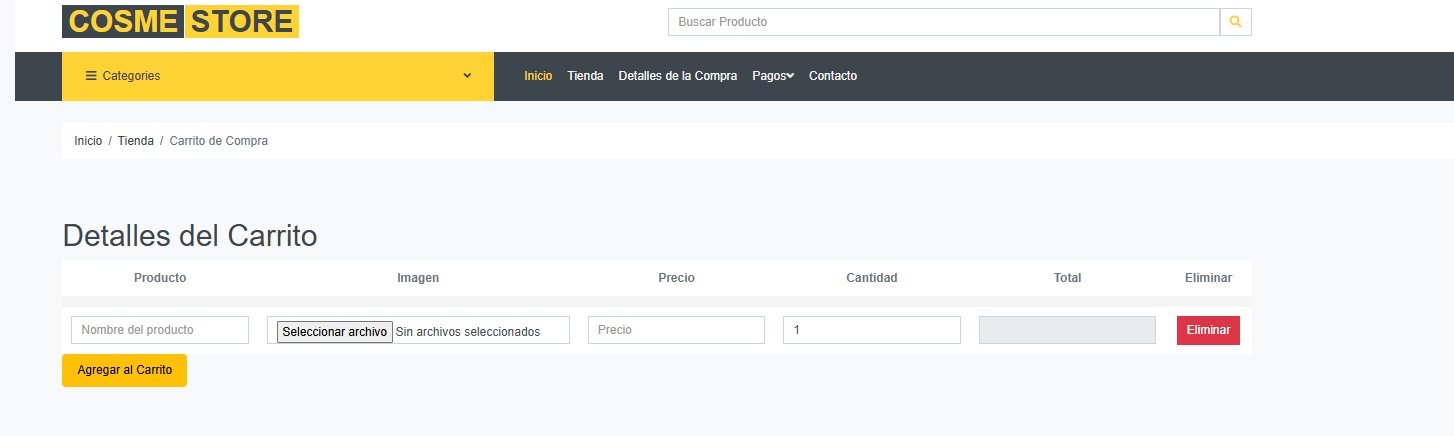 COSME STORE
Buscar Producto
Categories
Inicio Tienda Detalles de la Compra Pagos Contacto
Inicio / Tienda / Carrito de Compra
Detalles del Carrito
Producto Imagen Precio Cantidad Total Eliminar
Nombre del producto Seleccionar archivo Sin archivos seleccionados Precio 1 Eliminar
Agregar al Carrito